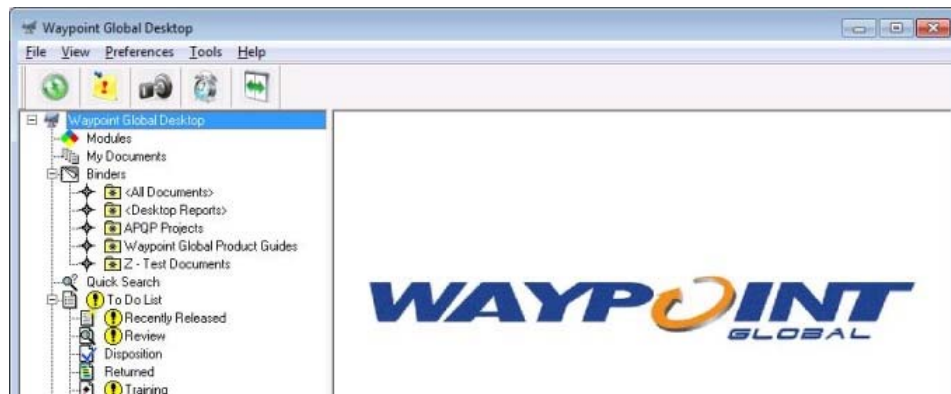 Waypoint Global Desktop
File View Preferences Tools Help
Waypoint Global Desktop
Modules
My Documents
Binders
<All Documents>
<Desktop Reports>
APQP Projects
Waypoint Global Product Guides
Z - Test Documents
Quick Search
To Do List
Recently Released
Review
Disposition
Returned
Training
WAYPOINT
GLOBAL